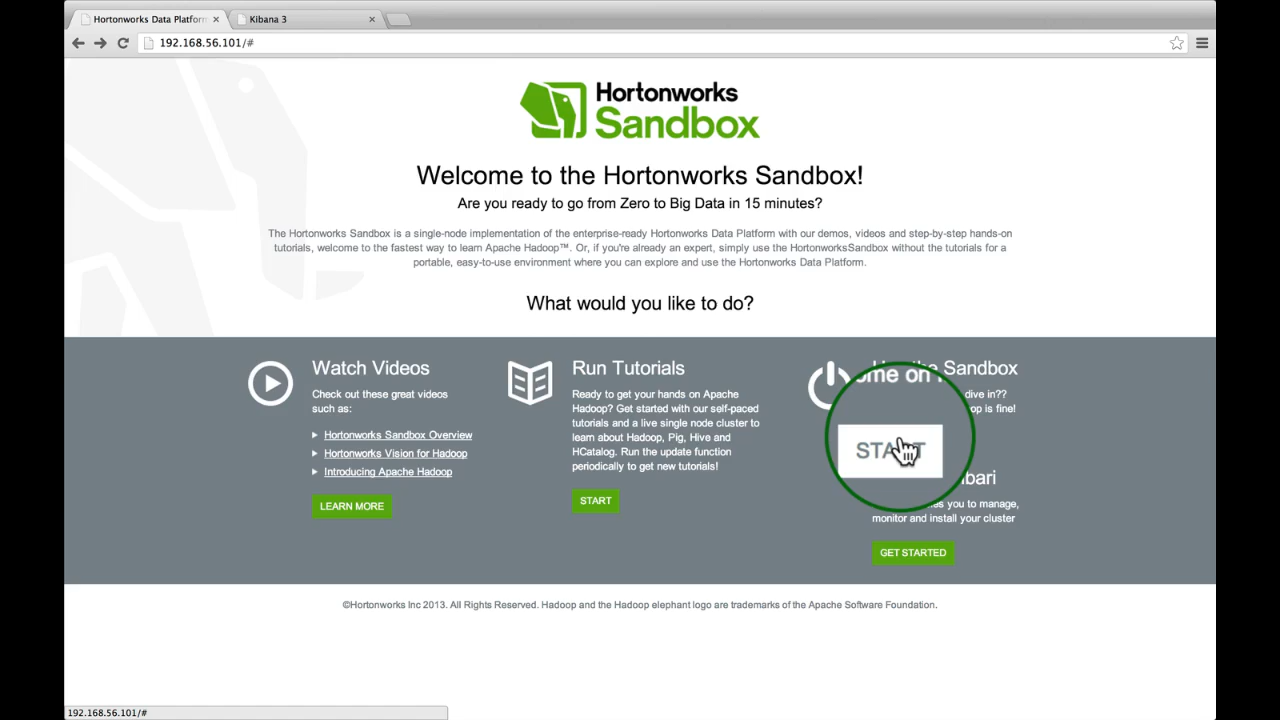 Hortonworks Data Platform
Kibana 3
192.168.56.101/#
Hortonworks
Sandbox
Welcome to the Hortonworks Sandbox!
Are you ready to go from Zero to Big Data in 15 minutes?
The Hortonworks Sandbox is a single-node implementation of the enterprise-ready Hortonworks Data Platform with our demos, videos and step-by-step hands-on
tutorials, welcome to the fastest way to learn Apache Hadoop™. Or, if you're already an expert, simply use the HortonworksSandbox without the tutorials for a
portable, easy-to-use environment where you can explore and use the Hortonworks Data Platform.
What would you like to do?
Watch Videos
Check out these great videos
such as:
Hortonworks Sandbox Overview
Hortonworks Vision for Hadoop
Introducing Apache Hadoop
LEARN MORE
Run Tutorials
Ready to get your hands on Apache
Hadoop? Get started with our self-paced
tutorials and a live single node cluster to
learn about Hadoop, Pig, Hive and
HCatalog. Run the update function
periodically to get new tutorials!
START
Sandbox
ome on
dive in??
op is fine!
START
bari
you to manage,
monitor and install your cluster
GET STARTED
©Hortonworks Inc 2013. All Rights Reserved. Hadoop and the Hadoop elephant logo are trademarks of the Apache Software Foundation.
192.168.56.101/#